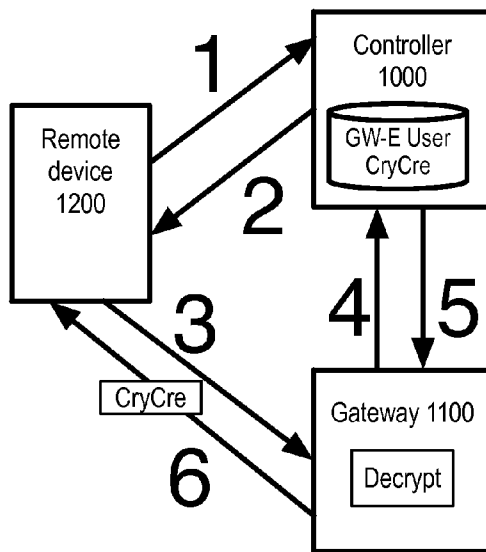 1
Controller
1000
GW-E User
CryCre
Remote
device
1200
2
3
4
5
CryCre
Gateway 1100
6
Decrypt